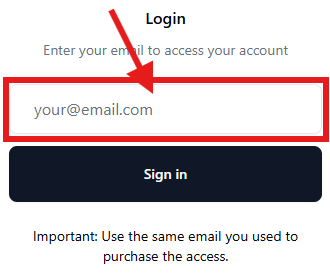 Login
Enter your email to access your account
your@email.com
Sign in
Important: Use the same email you used to
purchase the access.